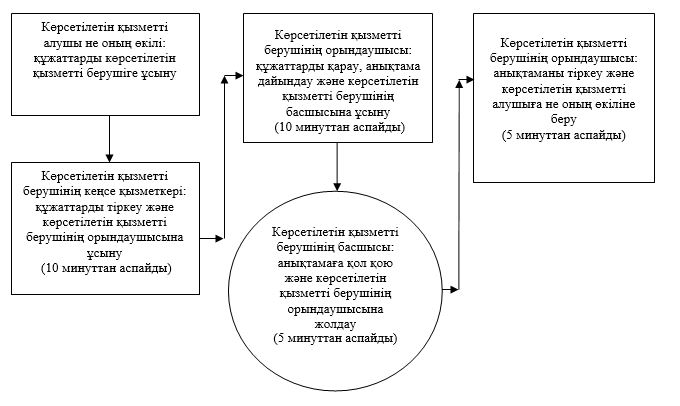 Көрсетілетін қызметті
алушы не оның өкілі:
құжаттарды көрсетілетін
қызметті берушіге ұсыну
Көрсетілетін қызметті
берушінің кеңсе қызметкері:
құжаттарды тіркеу және
көрсетілетін қызметті
берушінің орындаушысына
ұсыну
(10 минуттан аспайды)
Көрсетілетін қызметті
берушінің орындаушысы:
құжаттарды қарау, анықтама
дайындау және көрсетілетін
қызметті берушінің
басшысына ұсыну
(10 минуттан аспайды)
Көрсетілетін қызметті
берушінің басшысы:
анықтамаға қол қою
және көрсетілетін
қызметті берушінің
орындаушысына
жолдау
(5 минуттан аспайды)
Көрсетілетін қызметті
берушінің орындаушысы:
анықтаманы тіркеу және
көрсетілетін қызметті
алушыға не оның өкіліне
беру
(5 минуттан аспайды)